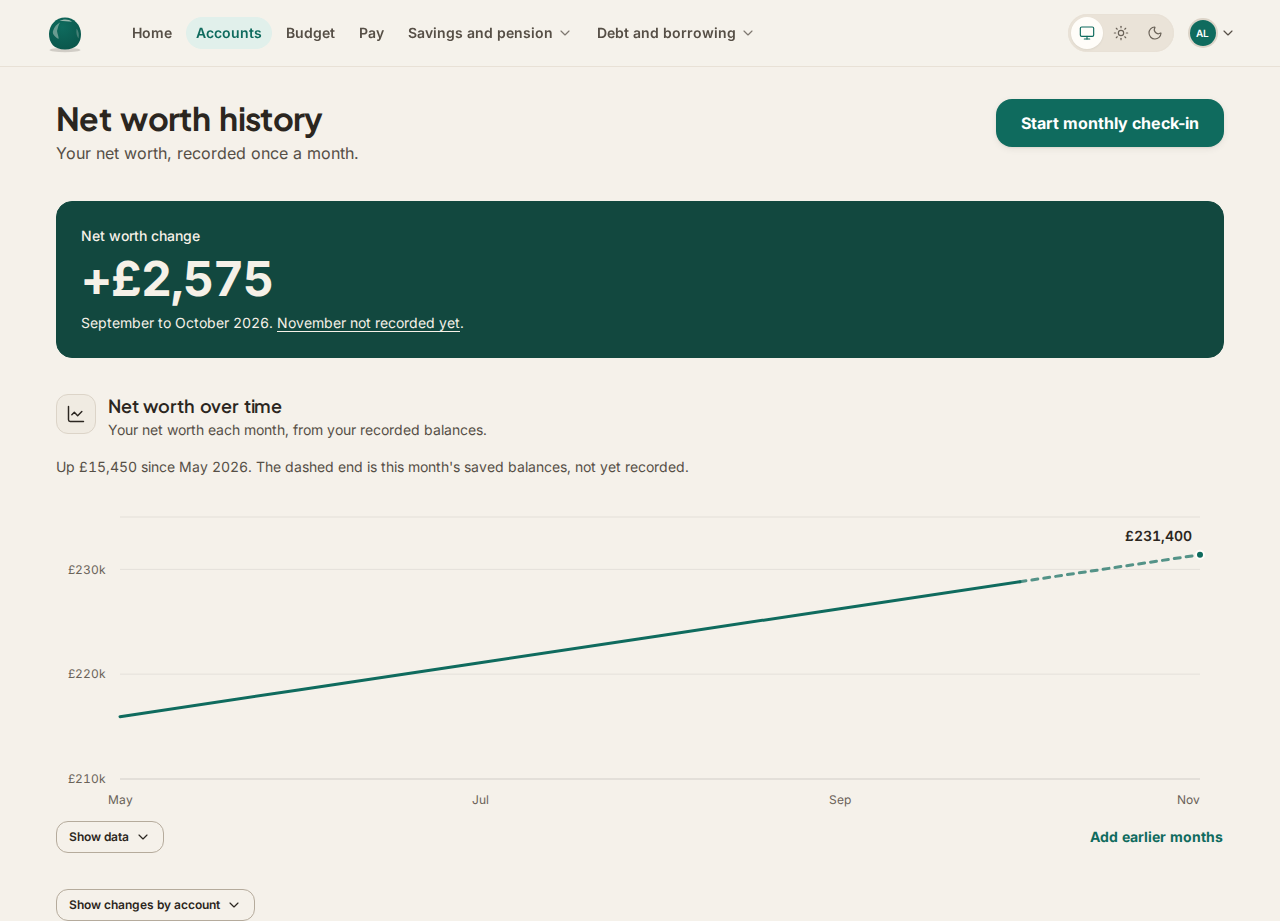 Home
Accounts
Budget
Pay
Savings and pension
Debt and borrowing
AL
Net worth history
Your net worth, recorded once a month.
Start monthly check-in
Net worth change
+£2,575
September to October 2026. November not recorded yet.
Net worth over time
Your net worth each month, from your recorded balances.
Up £15,450 since May 2026. The dashed end is this month's saved balances, not yet recorded.
£231,400
£230k
£220k
£210k
May
Jul
Sep
Nov
Show data
Add earlier months
Show changes by account